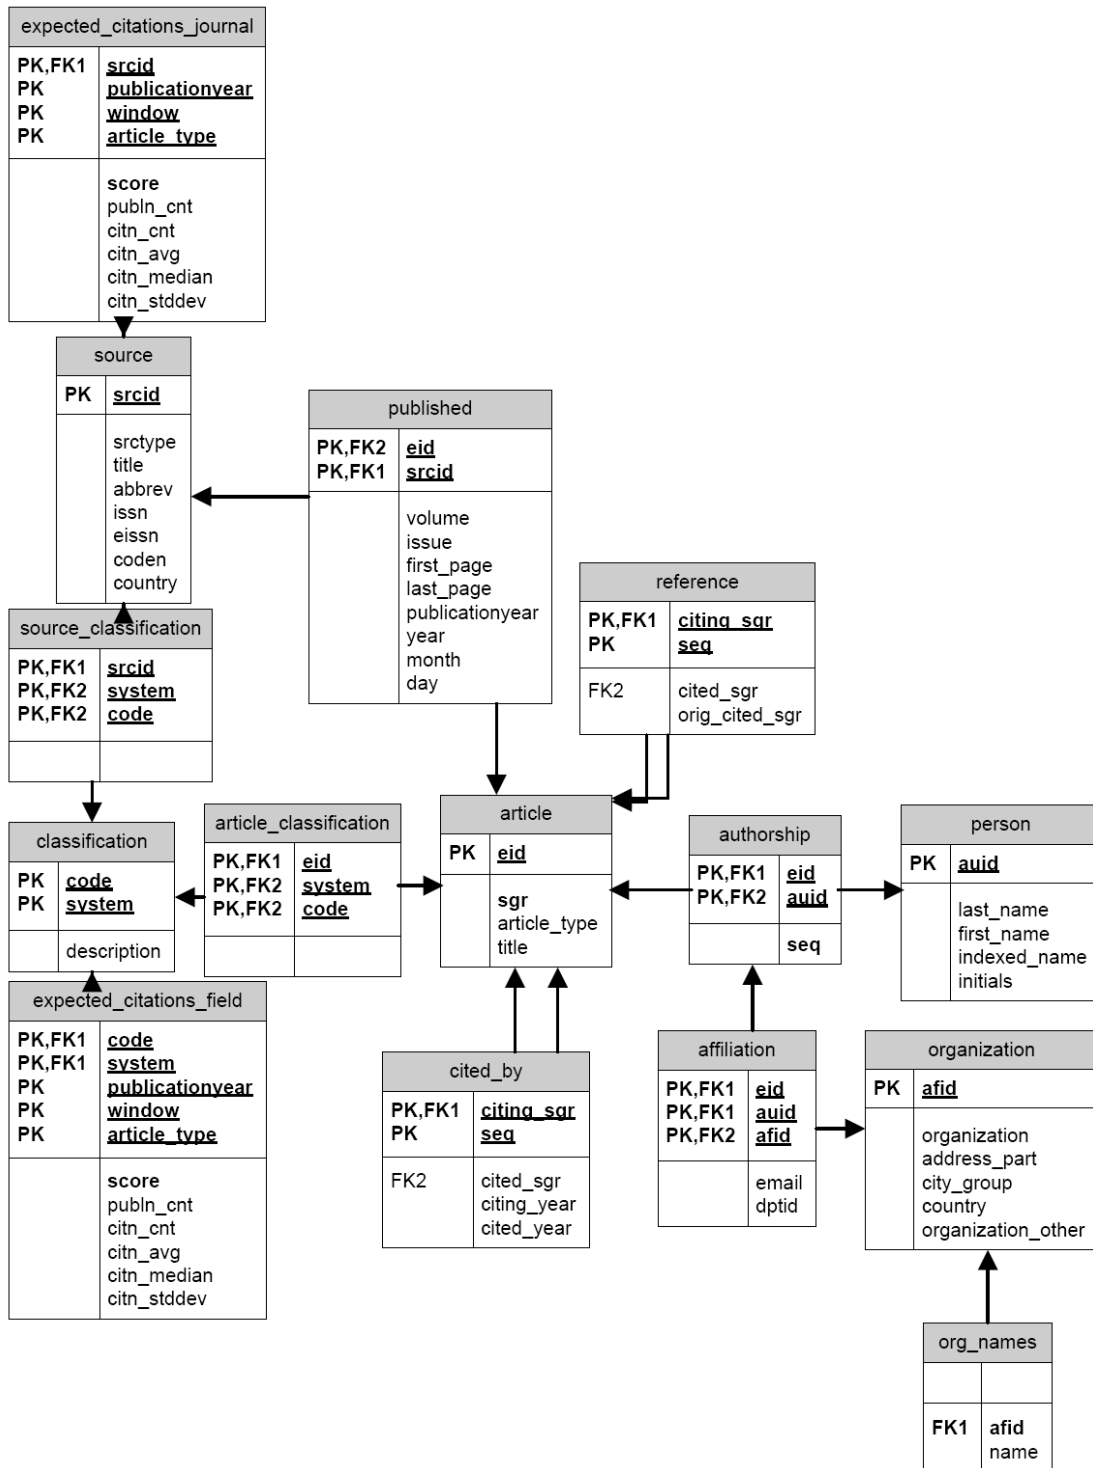 expected_citations_journal
PK,FK1 srcid
PK publicationyear
PK window
PK article_type
score
publn_cnt
citn_cnt
citn_avg
citn_median
citn_stddev
source
PK srcid
srctype
title
abbrev
issn
eissn
coden
country
published
PK,FK2 eid
PK,FK1 srcid
volume
issue
first_page
last_page
publicationyear
year
month
day
reference
PK,FK1 citing_sgr
PK seq
FK2 cited_sgr
orig_cited_sgr
source_classification
PK,FK1 srcid
PK,FK2 system
PK,FK2 code
classification
PK code
PK system
description
article_classification
PK,FK1 eid
PK,FK2 system
PK,FK2 code
article
PK eid
sgr
article_type
title
authorship
PK,FK1 eid
PK,FK2 auid
seq
person
PK auid
last_name
first_name
indexed_name
initials
expected_citations_field
PK,FK1 code
PK,FK1 system
PK publicationyear
PK window
PK article_type
score
publn_cnt
citn_cnt
citn_avg
citn_median
citn_stddev
cited_by
PK,FK1 citing_sgr
PK seq
FK2 cited_sgr
citing_year
cited_year
affiliation
PK,FK1 eid
PK,FK1 auid
PK,FK2 afid
email
dptid
organization
PK afid
organization
address_part
city_group
country
organization_other
org_names
FK1 afid
name